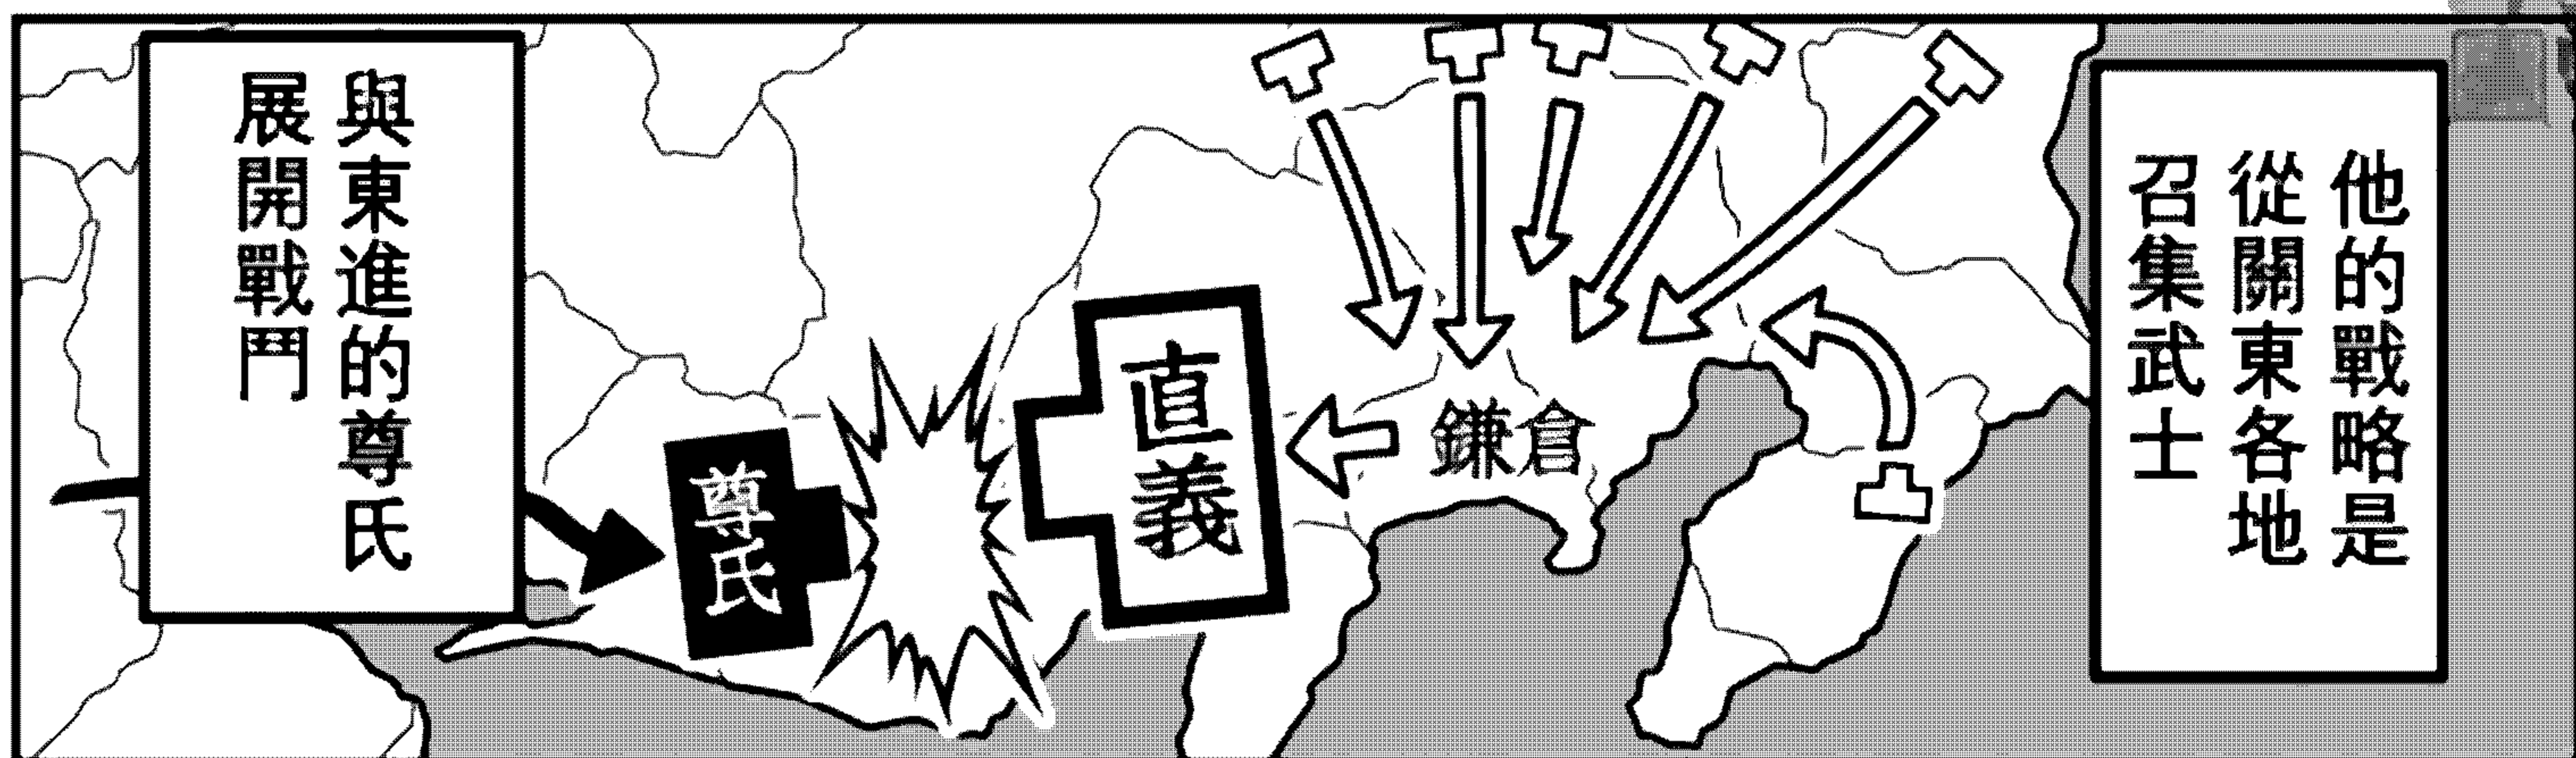 他的戰略是
從關東各地
召集武士
鎌倉
直義
尊氏
與東進的尊氏
展開戰鬥